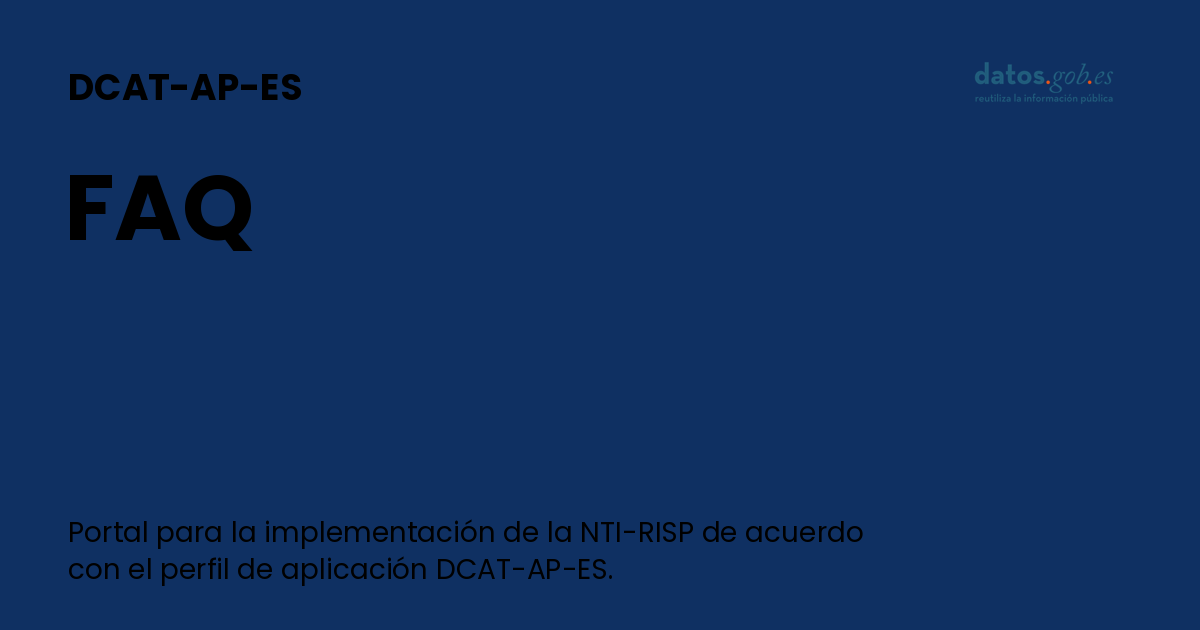 DCAT-AP-ES
datos.gob.es
reutiliza la información pública
FAQ
Portal para la implementación de la NTI-RISP de acuerdo
con el perfil de aplicación DCAT-AP-ES.